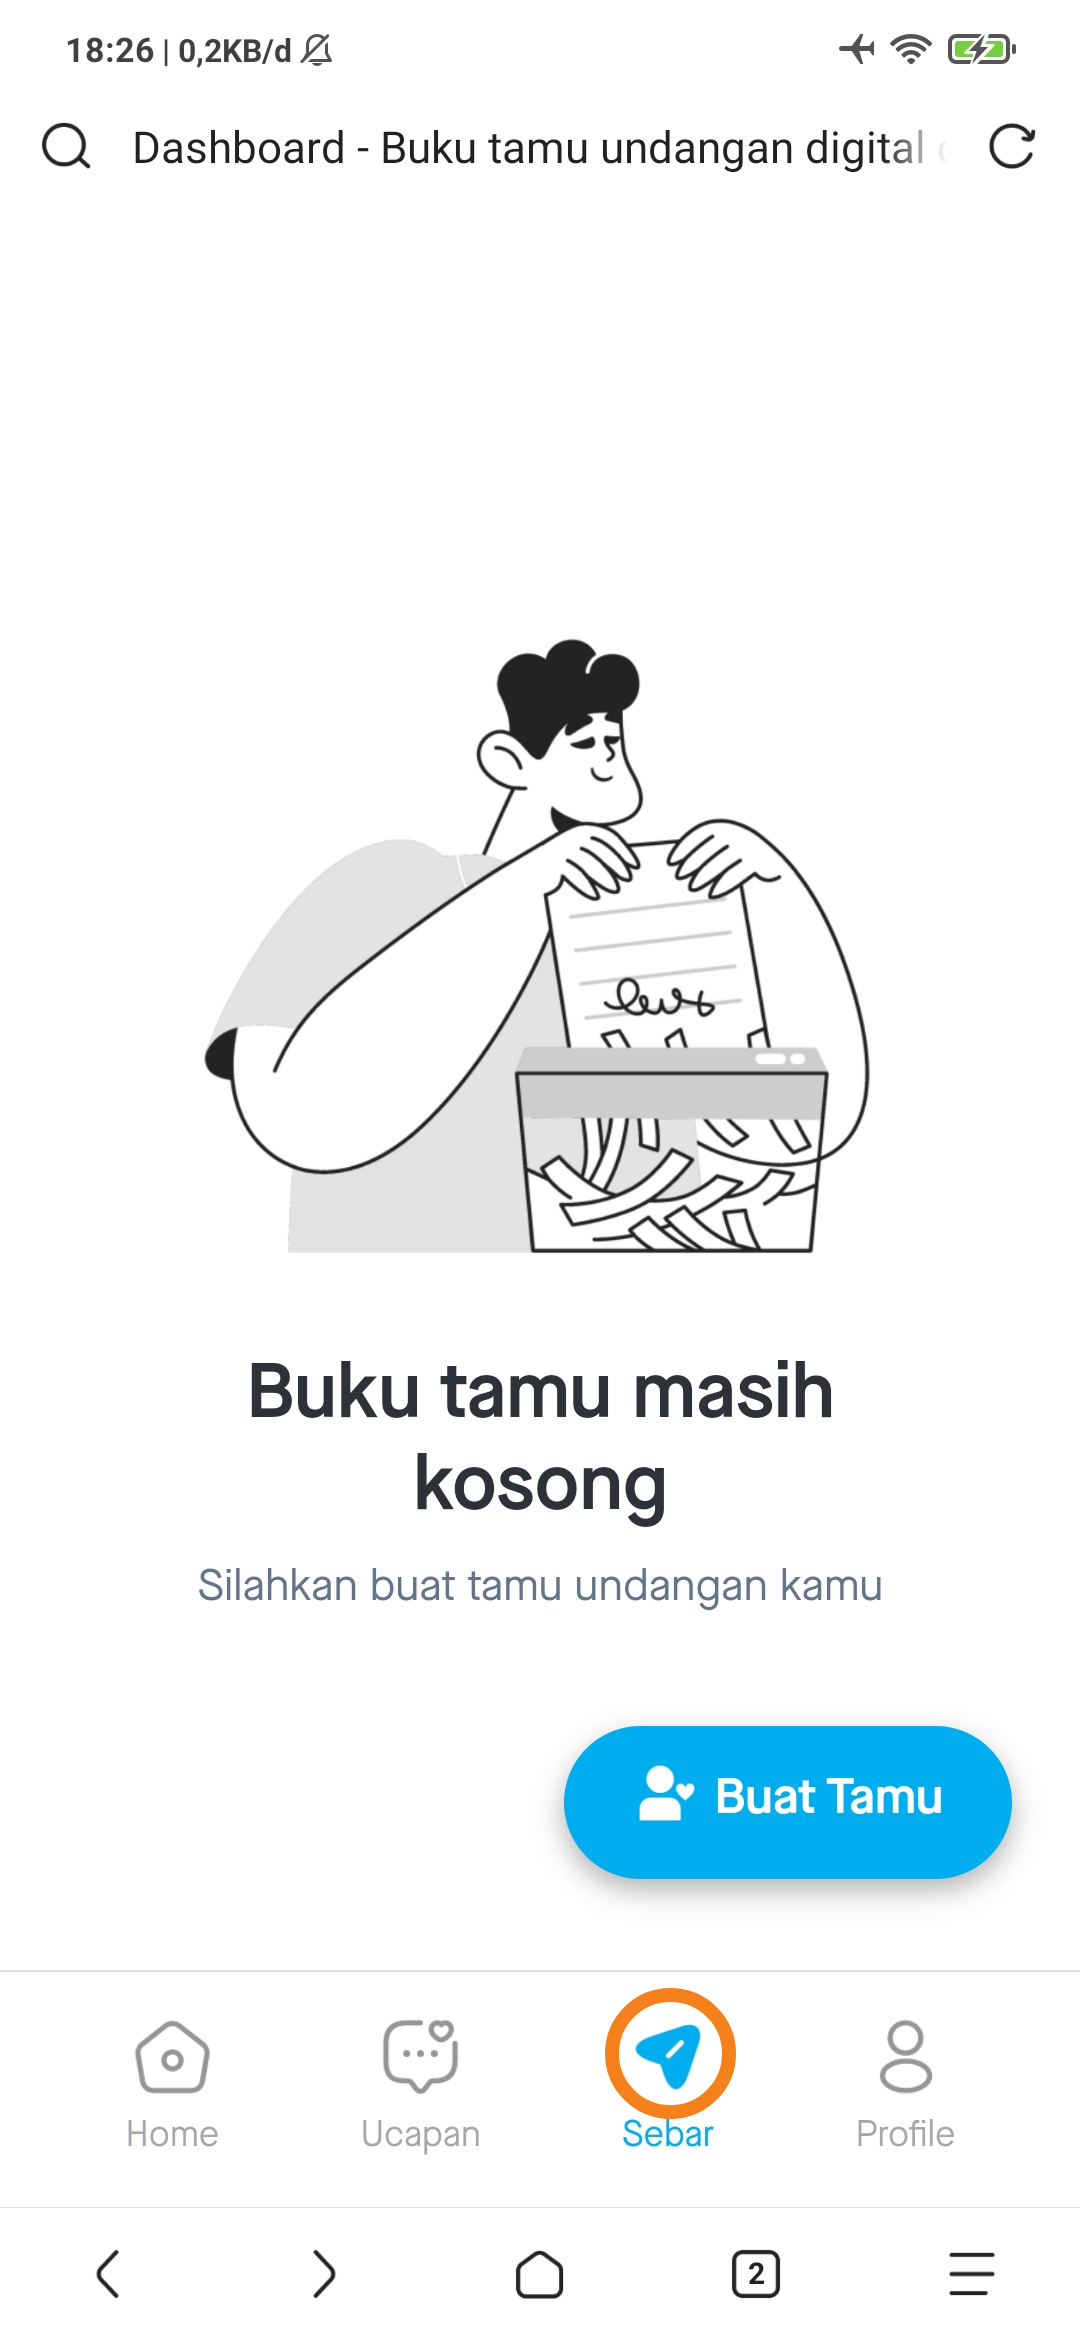 18:26 | 0,2KB/d
Dashboard - Buku tamu undangan digital
Buku tamu masih
kosong
Silahkan buat tamu undangan kamu
Buat Tamu
Home
Ucapan
Sebar
Profile
2